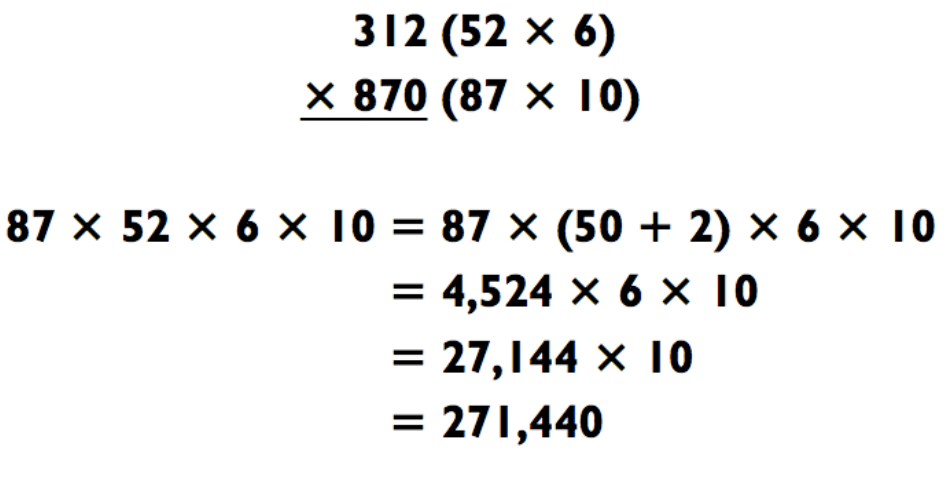 312 (52 × 6)
× 870 (87 × 10)
87 × 52 × 6 × 10 = 87 × (50 + 2) × 6 × 10
= 4,524 × 6 × 10
= 27,144 × 10
= 271,440